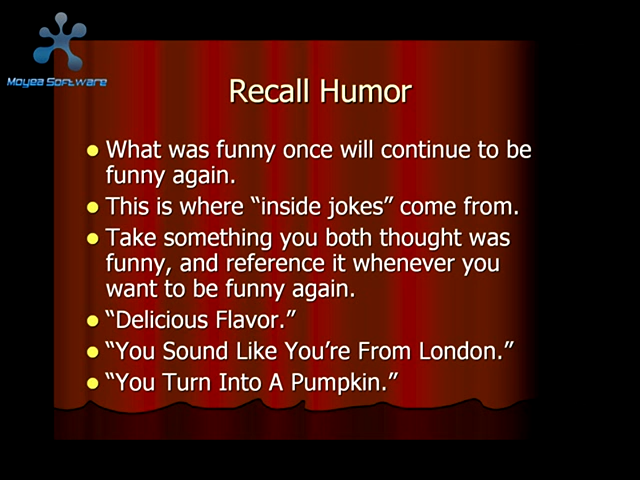 Moyea Software
Recall Humor
What was funny once will continue to be
funny again.
This is where “inside jokes” come from.
Take something you both thought was
funny, and reference it whenever you
want to be funny again.
“Delicious Flavor.”
“You Sound Like You’re From London.”
“You Turn Into A Pumpkin.”